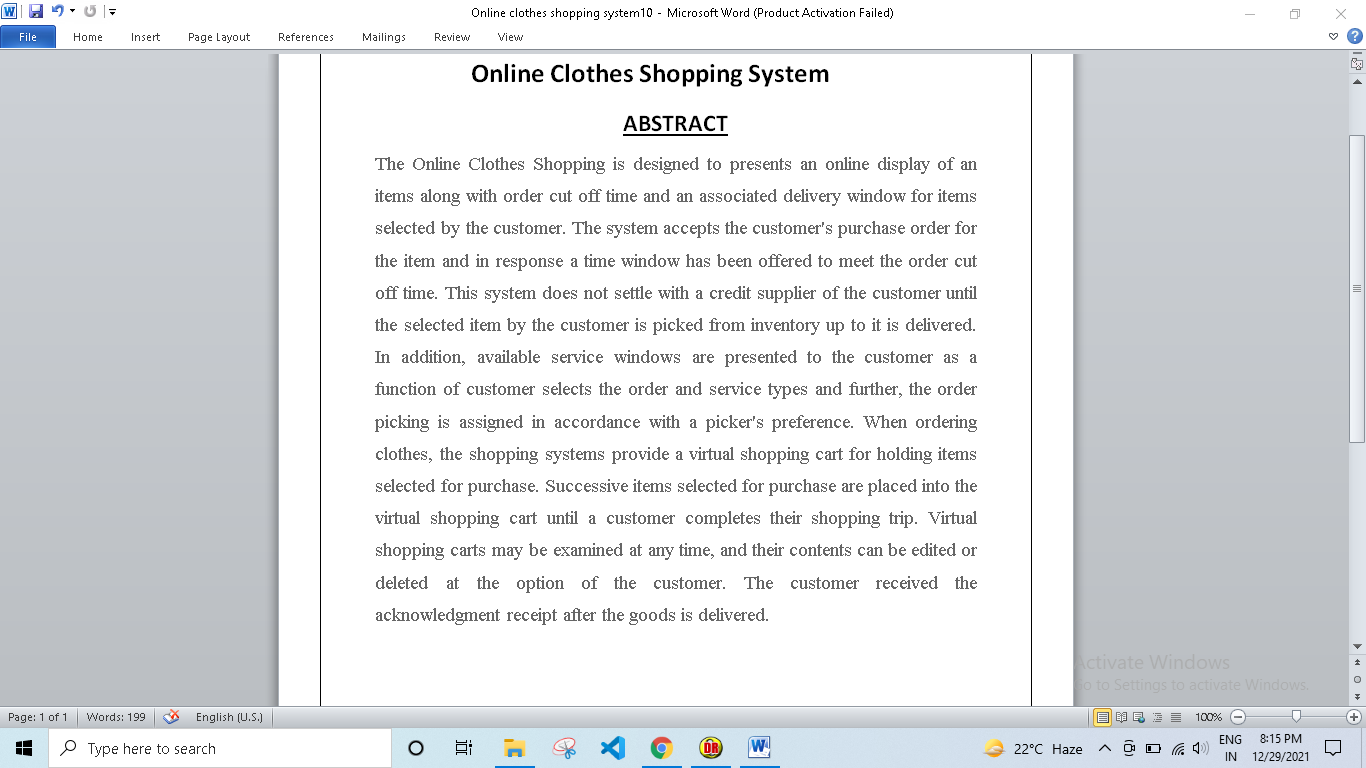 Online clothes shopping system10 - Microsoft Word (Product Activation Failed)
File Home Insert Page Layout References Mailings Review View
Online Clothes Shopping System
ABSTRACT
The Online Clothes Shopping is designed to presents an online display of an
items along with order cut off time and an associated delivery window for items
selected by the customer. The system accepts the customer's purchase order for
the item and in response a time window has been offered to meet the order cut
off time. This system does not settle with a credit supplier of the customer until
the selected item by the customer is picked from inventory up to it is delivered.
In addition, available service windows are presented to the customer as a
function of customer selects the order and service types and further, the order
picking is assigned in accordance with a picker's preference. When ordering
clothes, the shopping systems provide a virtual shopping cart for holding items
selected for purchase. Successive items selected for purchase are placed into the
virtual shopping cart until a customer completes their shopping trip. Virtual
shopping carts may be examined at any time, and their contents can be edited or
deleted at the option of the customer. The customer received the
acknowledgment receipt after the goods is delivered.
Activate Windows
Go to Settings to activate Windows.
Page: 1 of 1 Words: 199 English (U.S.) 100%
Type here to search DR W 22°C Haze ENG 8:15 PM
IN 12/29/2021